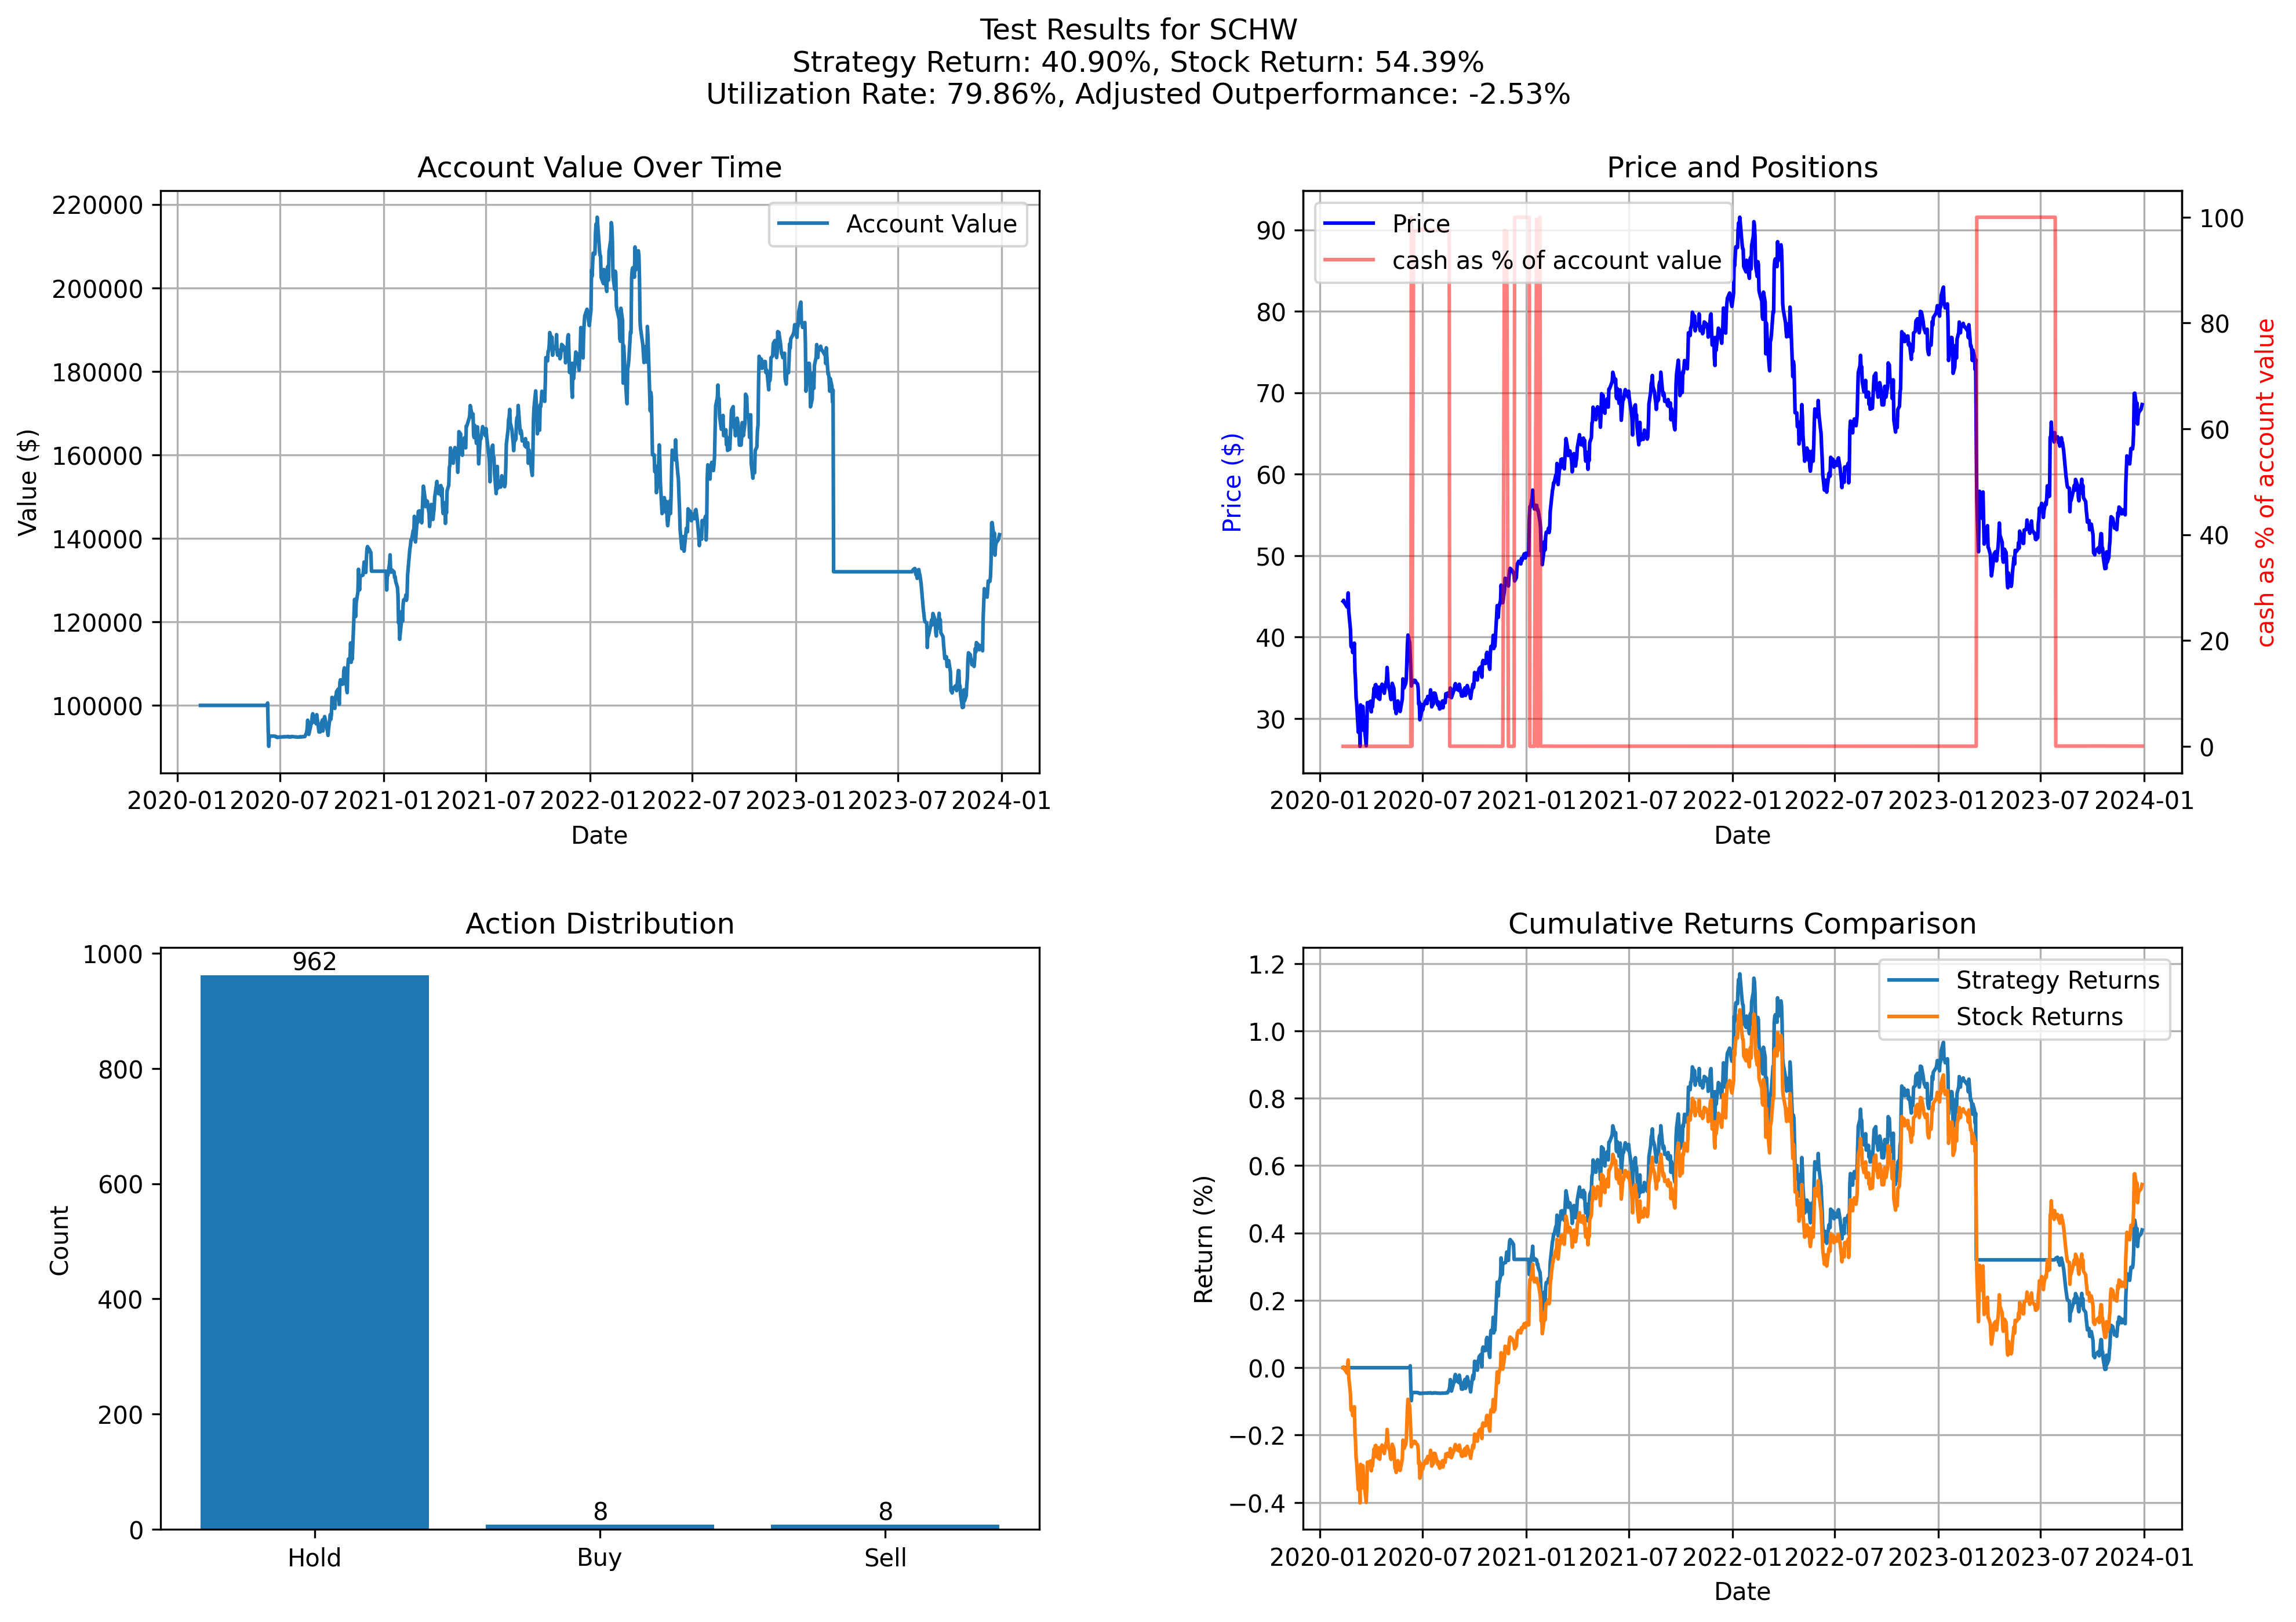 Test Results for SCHW
Strategy Return: 40.90%, Stock Return: 54.39%
Utilization Rate: 79.86%, Adjusted Outperformance: -2.53%
Account Value Over Time
220000
200000
180000
160000
140000
120000
100000
Value ($)
Account Value
2020-01 2020-07 2021-01 2021-07 2022-01 2022-07 2023-01 2023-07 2024-01
Date
Price and Positions
90
80
70
60
50
40
30
Price ($)
Price
cash as % of account value
100
80
60
40
20
0
cash as % of account value
2020-01 2020-07 2021-01 2021-07 2022-01 2022-07 2023-01 2023-07 2024-01
Date
Action Distribution
1000
800
600
400
200
0
Count
962
8
8
Hold Buy Sell
Cumulative Returns Comparison
1.2
1.0
0.8
0.6
0.4
0.2
0.0
−0.2
−0.4
Return (%)
Strategy Returns
Stock Returns
2020-01 2020-07 2021-01 2021-07 2022-01 2022-07 2023-01 2023-07 2024-01
Date